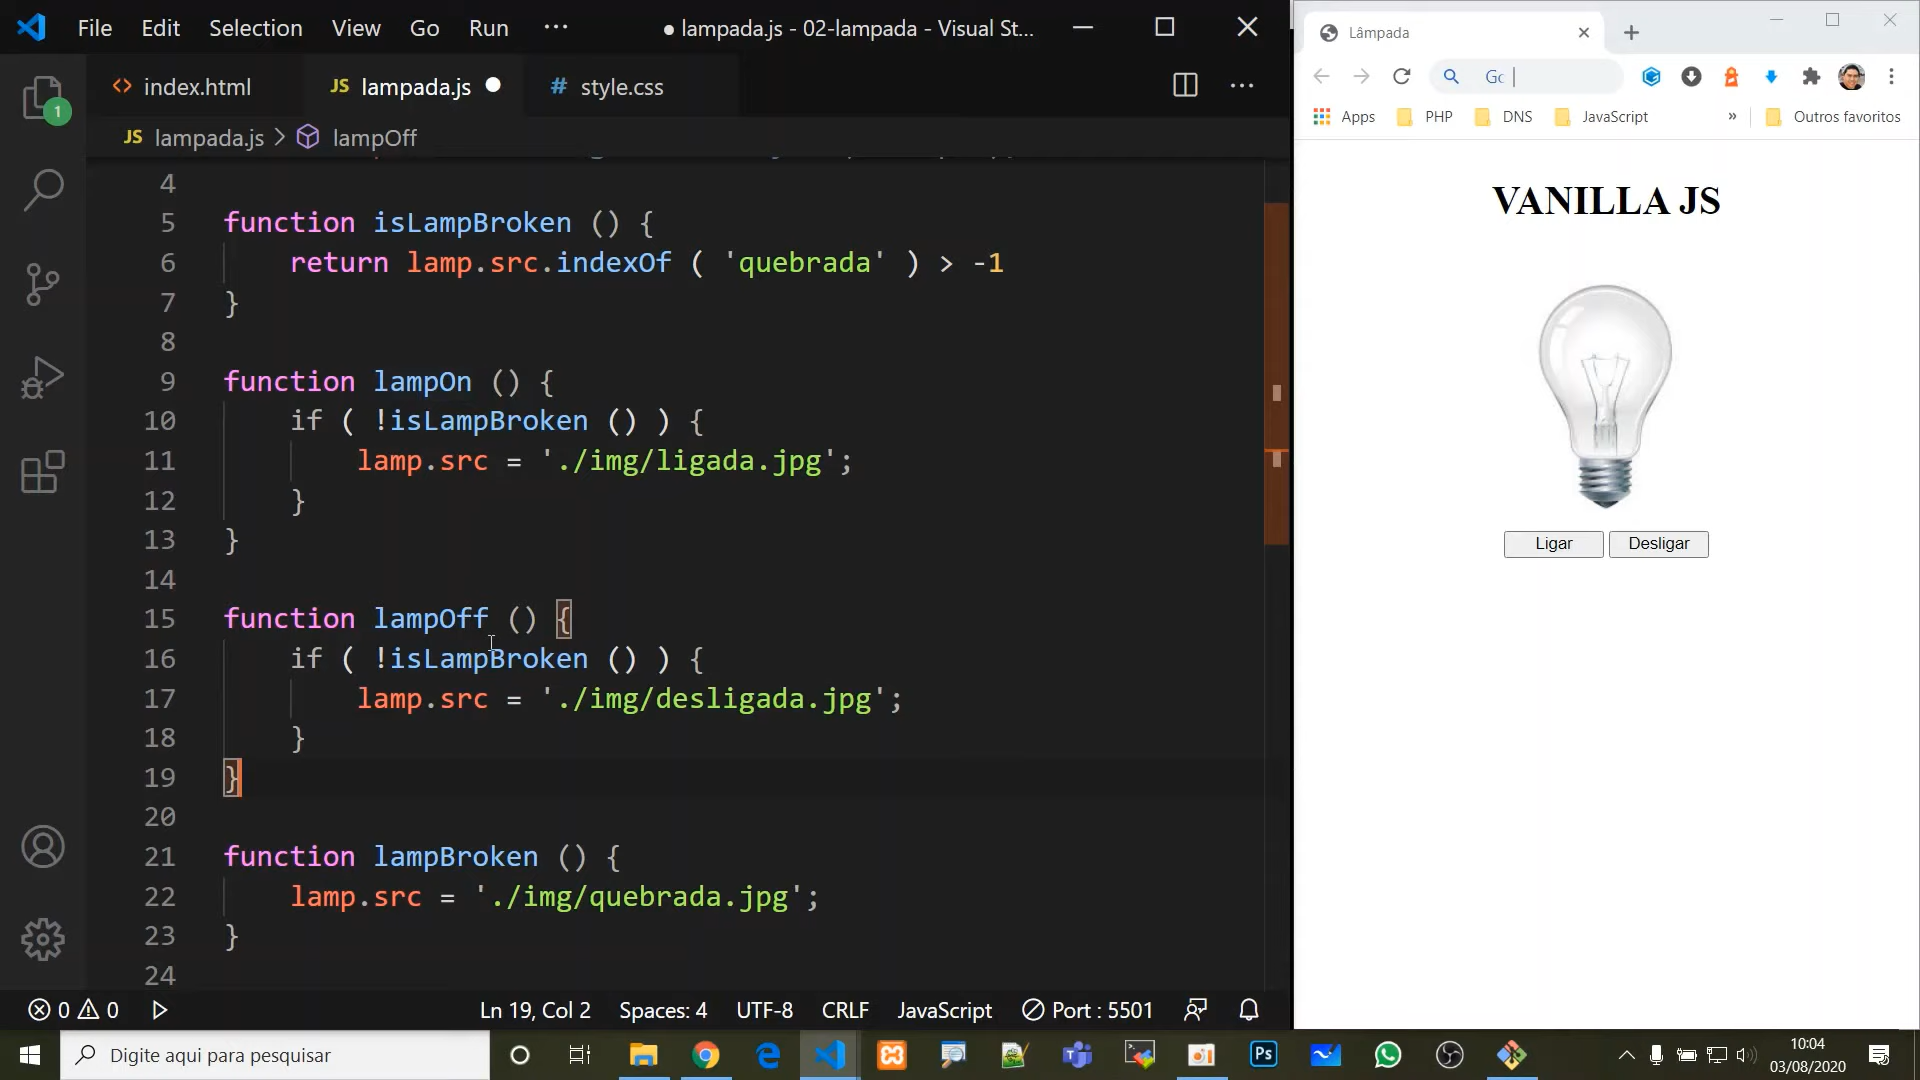 File Edit Selection View Go Run ··· ● lampada.js - 02-lampada - Visual St...
index.html JS lampada.js ● # style.css
JS lampada.js > lampOff
4
5 function isLampBroken () {
6 return lamp.src.indexOf ( 'quebrada' ) > -1
7 }
8
9 function lampOn () {
10 if ( !isLampBroken () ) {
11 lamp.src = './img/ligada.jpg';
12 }
13 }
14
15 function lampOff () {
16 if ( !isLampBroken () ) {
17 lamp.src = './img/desligada.jpg';
18 }
19 }
20
21 function lampBroken () {
22 lamp.src = './img/quebrada.jpg';
23 }
24
1
0 0 Ln 19, Col 2 Spaces: 4 UTF-8 CRLF JavaScript Port : 5501
Lâmpada
Gc
Apps PHP DNS JavaScript » Outros favoritos
VANILLA JS
Ligar Desligar
Digite aqui para pesquisar
Ps
10:04
03/08/2020